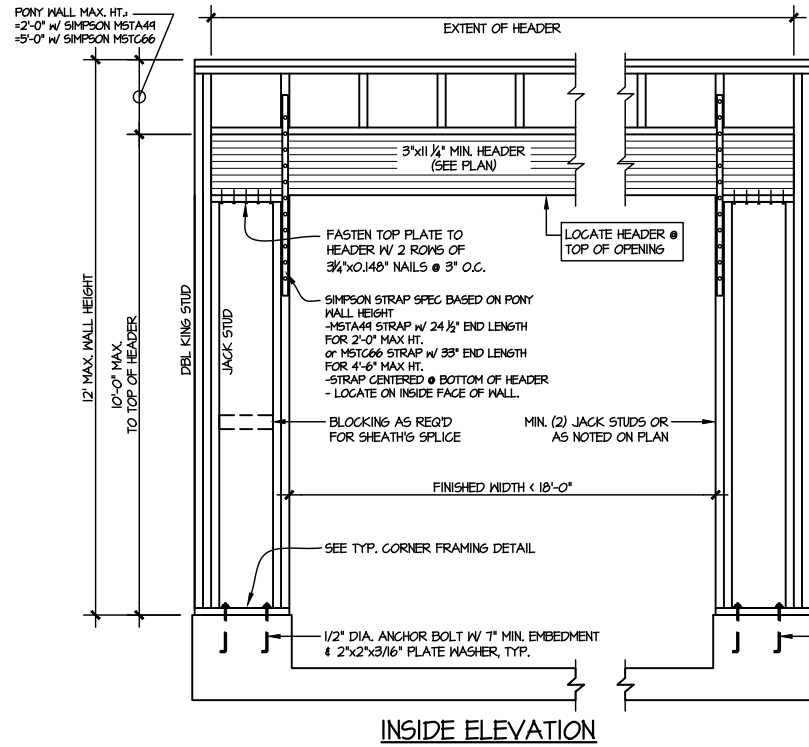 PONY WALL MAX. HT.:
=2'-0" W/ SIMPSON MSTA49
=5'-0" W/ SIMPSON MSTC66
EXTENT OF HEADER
3"x11 1/4" MIN. HEADER
(SEE PLAN)
FASTEN TOP PLATE TO
HEADER W/ 2 ROWS OF
3 1/4"x0.148" NAILS @ 3" O.C.
LOCATE HEADER @
TOP OF OPENING
SIMPSON STRAP SPEC BASED ON PONY
WALL HEIGHT
-MSTA49 STRAP W/ 24 1/2" END LENGTH
FOR 2'-0" MAX HT.
or MSTC66 STRAP W/ 33" END LENGTH
FOR 4'-6" MAX HT.
-STRAP CENTERED @ BOTTOM OF HEADER
- LOCATE ON INSIDE FACE OF WALL.
12' MAX. WALL HEIGHT
10'-0" MAX.
TO TOP OF HEADER
DBL KING STUD
JACK STUD
BLOCKING AS REQ'D
FOR SHEATH'G SPLICE
MIN. (2) JACK STUDS OR
AS NOTED ON PLAN
FINISHED WIDTH < 18'-0"
SEE TYP. CORNER FRAMING DETAIL
1/2" DIA. ANCHOR BOLT W/ 7" MIN. EMBEDMENT
& 2"x2"x3/16" PLATE WASHER, TYP.
INSIDE ELEVATION